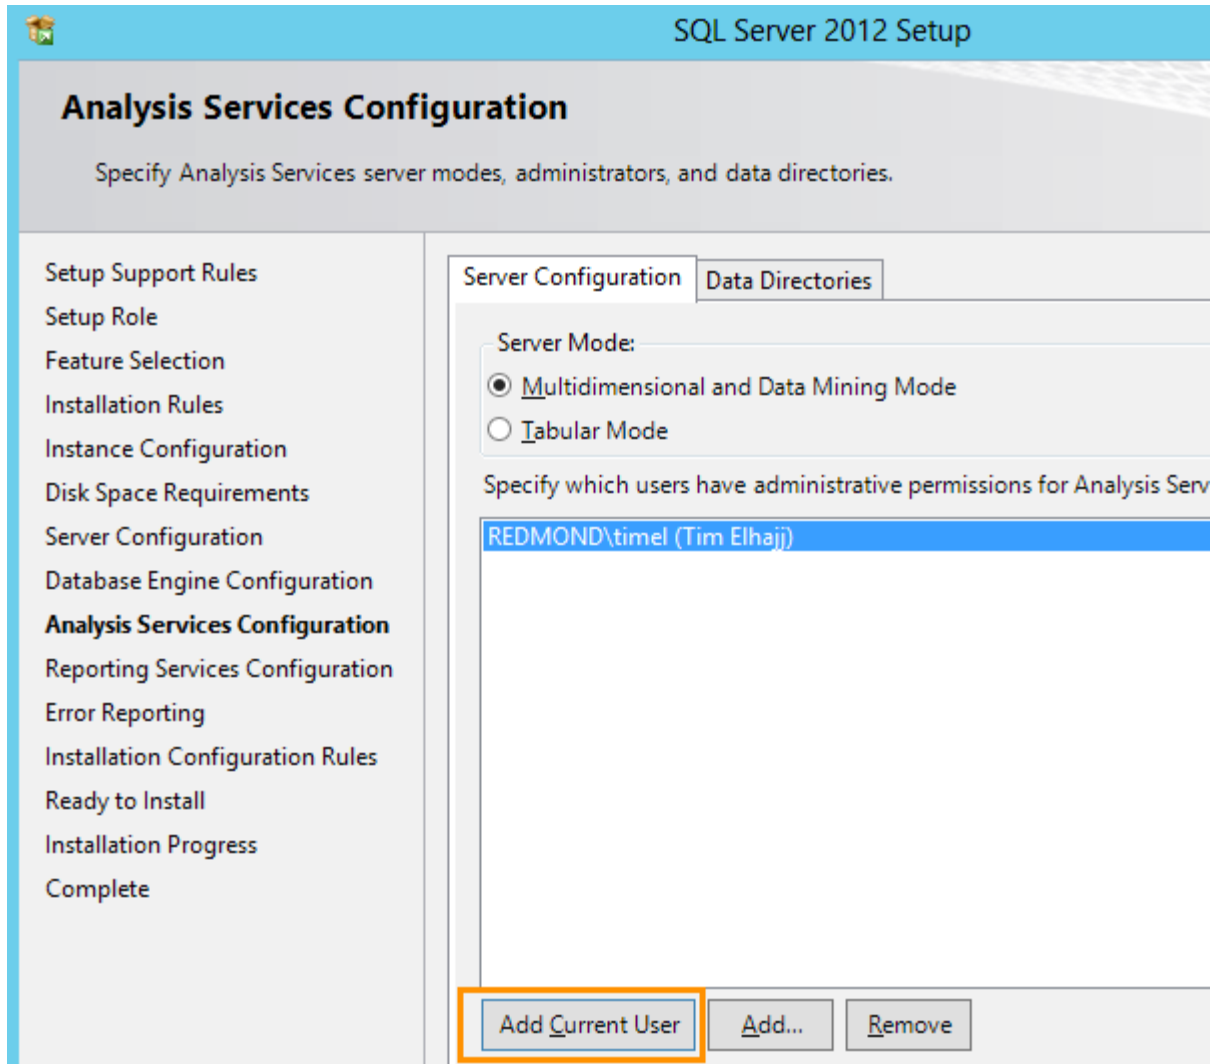 SQL Server 2012 Setup
Analysis Services Configuration
Specify Analysis Services server modes, administrators, and data directories.
Setup Support Rules
Setup Role
Feature Selection
Installation Rules
Instance Configuration
Disk Space Requirements
Server Configuration
Database Engine Configuration
Analysis Services Configuration
Reporting Services Configuration
Error Reporting
Installation Configuration Rules
Ready to Install
Installation Progress
Complete
Server Configuration
Data Directories
Server Mode:
Multidimensional and Data Mining Mode
Tabular Mode
Specify which users have administrative permissions for Analysis Serv
REDMOND\timel (Tim Elhajj)
Add Current User
Add...
Remove